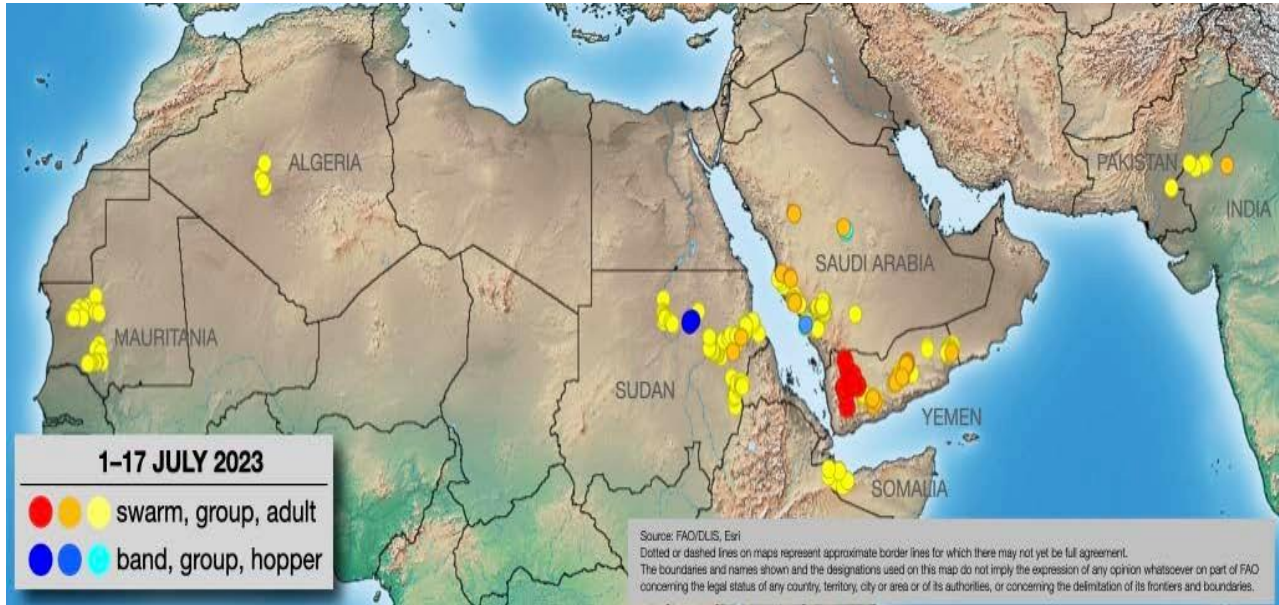 ALGERIA
PAKISTAN
INDIA
SAUDI ARABIA
MAURITANIA
SUDAN
YEMEN
SOMALIA
1–17 JULY 2023
swarm, group, adult
band, group, hopper
Source: FAO/DLIS, Esri
Dotted or dashed lines on maps represent approximate border lines for which there may not yet be full agreement.
The boundaries and names shown and the designations used on this map do not imply the expression of any opinion whatsoever on part of FAO
concerning the legal status of any country, territory, city or area or of its authorities, or concerning the delimitation of its frontiers and boundaries.